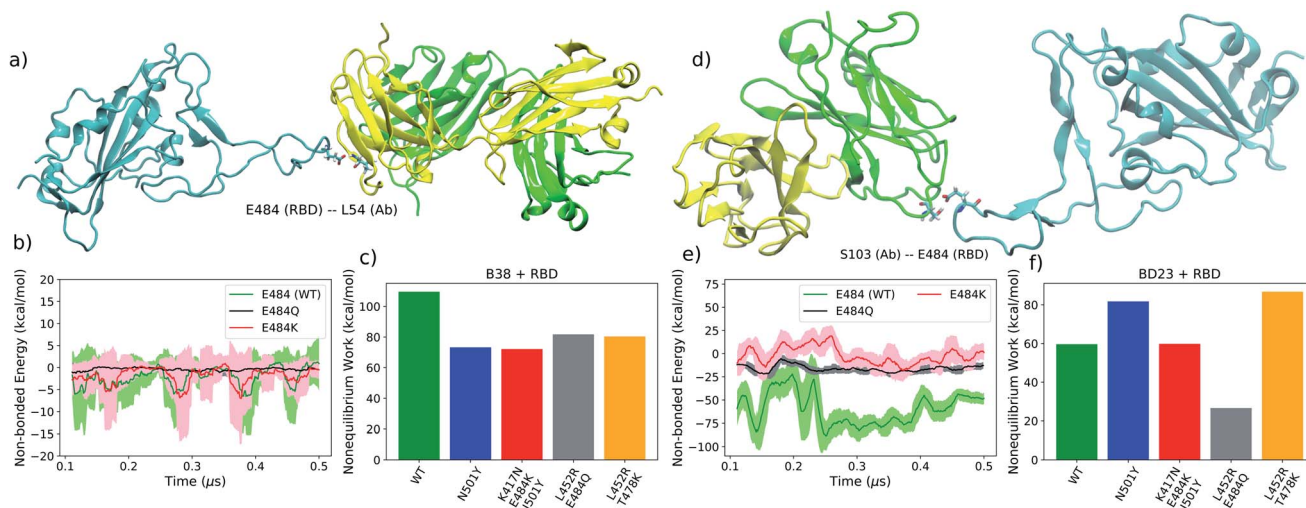 a)
E484 (RBD) -- L54 (Ab)
b)
Non-bonded Energy (kcal/mol)
20
15
10
5
0
−5
−10
−15
−20
E484 (WT)
E484Q
E484K
0.1
0.2
0.3
0.4
0.5
Time (μs)
c)
B38 + RBD
Nonequilibrium Work (kcal/mol)
100
80
60
40
20
0
WT
N501Y
K417N
E484K
N501Y
L452R
E484Q
L452R
T478K
d)
S103 (Ab) -- E484 (RBD)
e)
Non-bonded Energy (kcal/mol)
75
50
25
0
−25
−50
−75
−100
E484 (WT)
E484Q
E484K
0.1
0.2
0.3
0.4
0.5
Time (μs)
f)
BD23 + RBD
Nonequilibrium Work (kcal/mol)
80
60
40
20
0
WT
N501Y
K417N
E484K
N501Y
L452R
E484Q
L452R
T478K